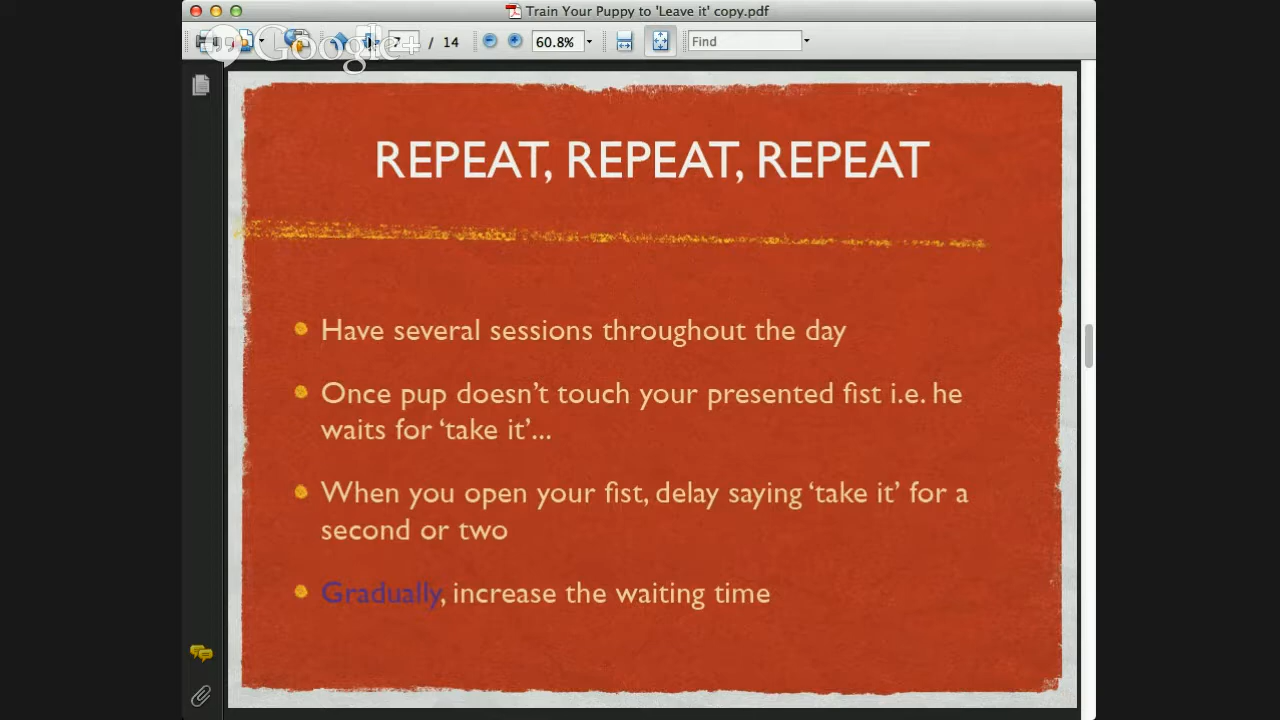 Train Your Puppy to 'Leave it' copy.pdf
Google+
7 / 14
60.8%
Find
REPEAT, REPEAT, REPEAT
Have several sessions throughout the day
Once pup doesn't touch your presented fist i.e. he
waits for 'take it'...
When you open your fist, delay saying 'take it' for a
second or two
Gradually, increase the waiting time